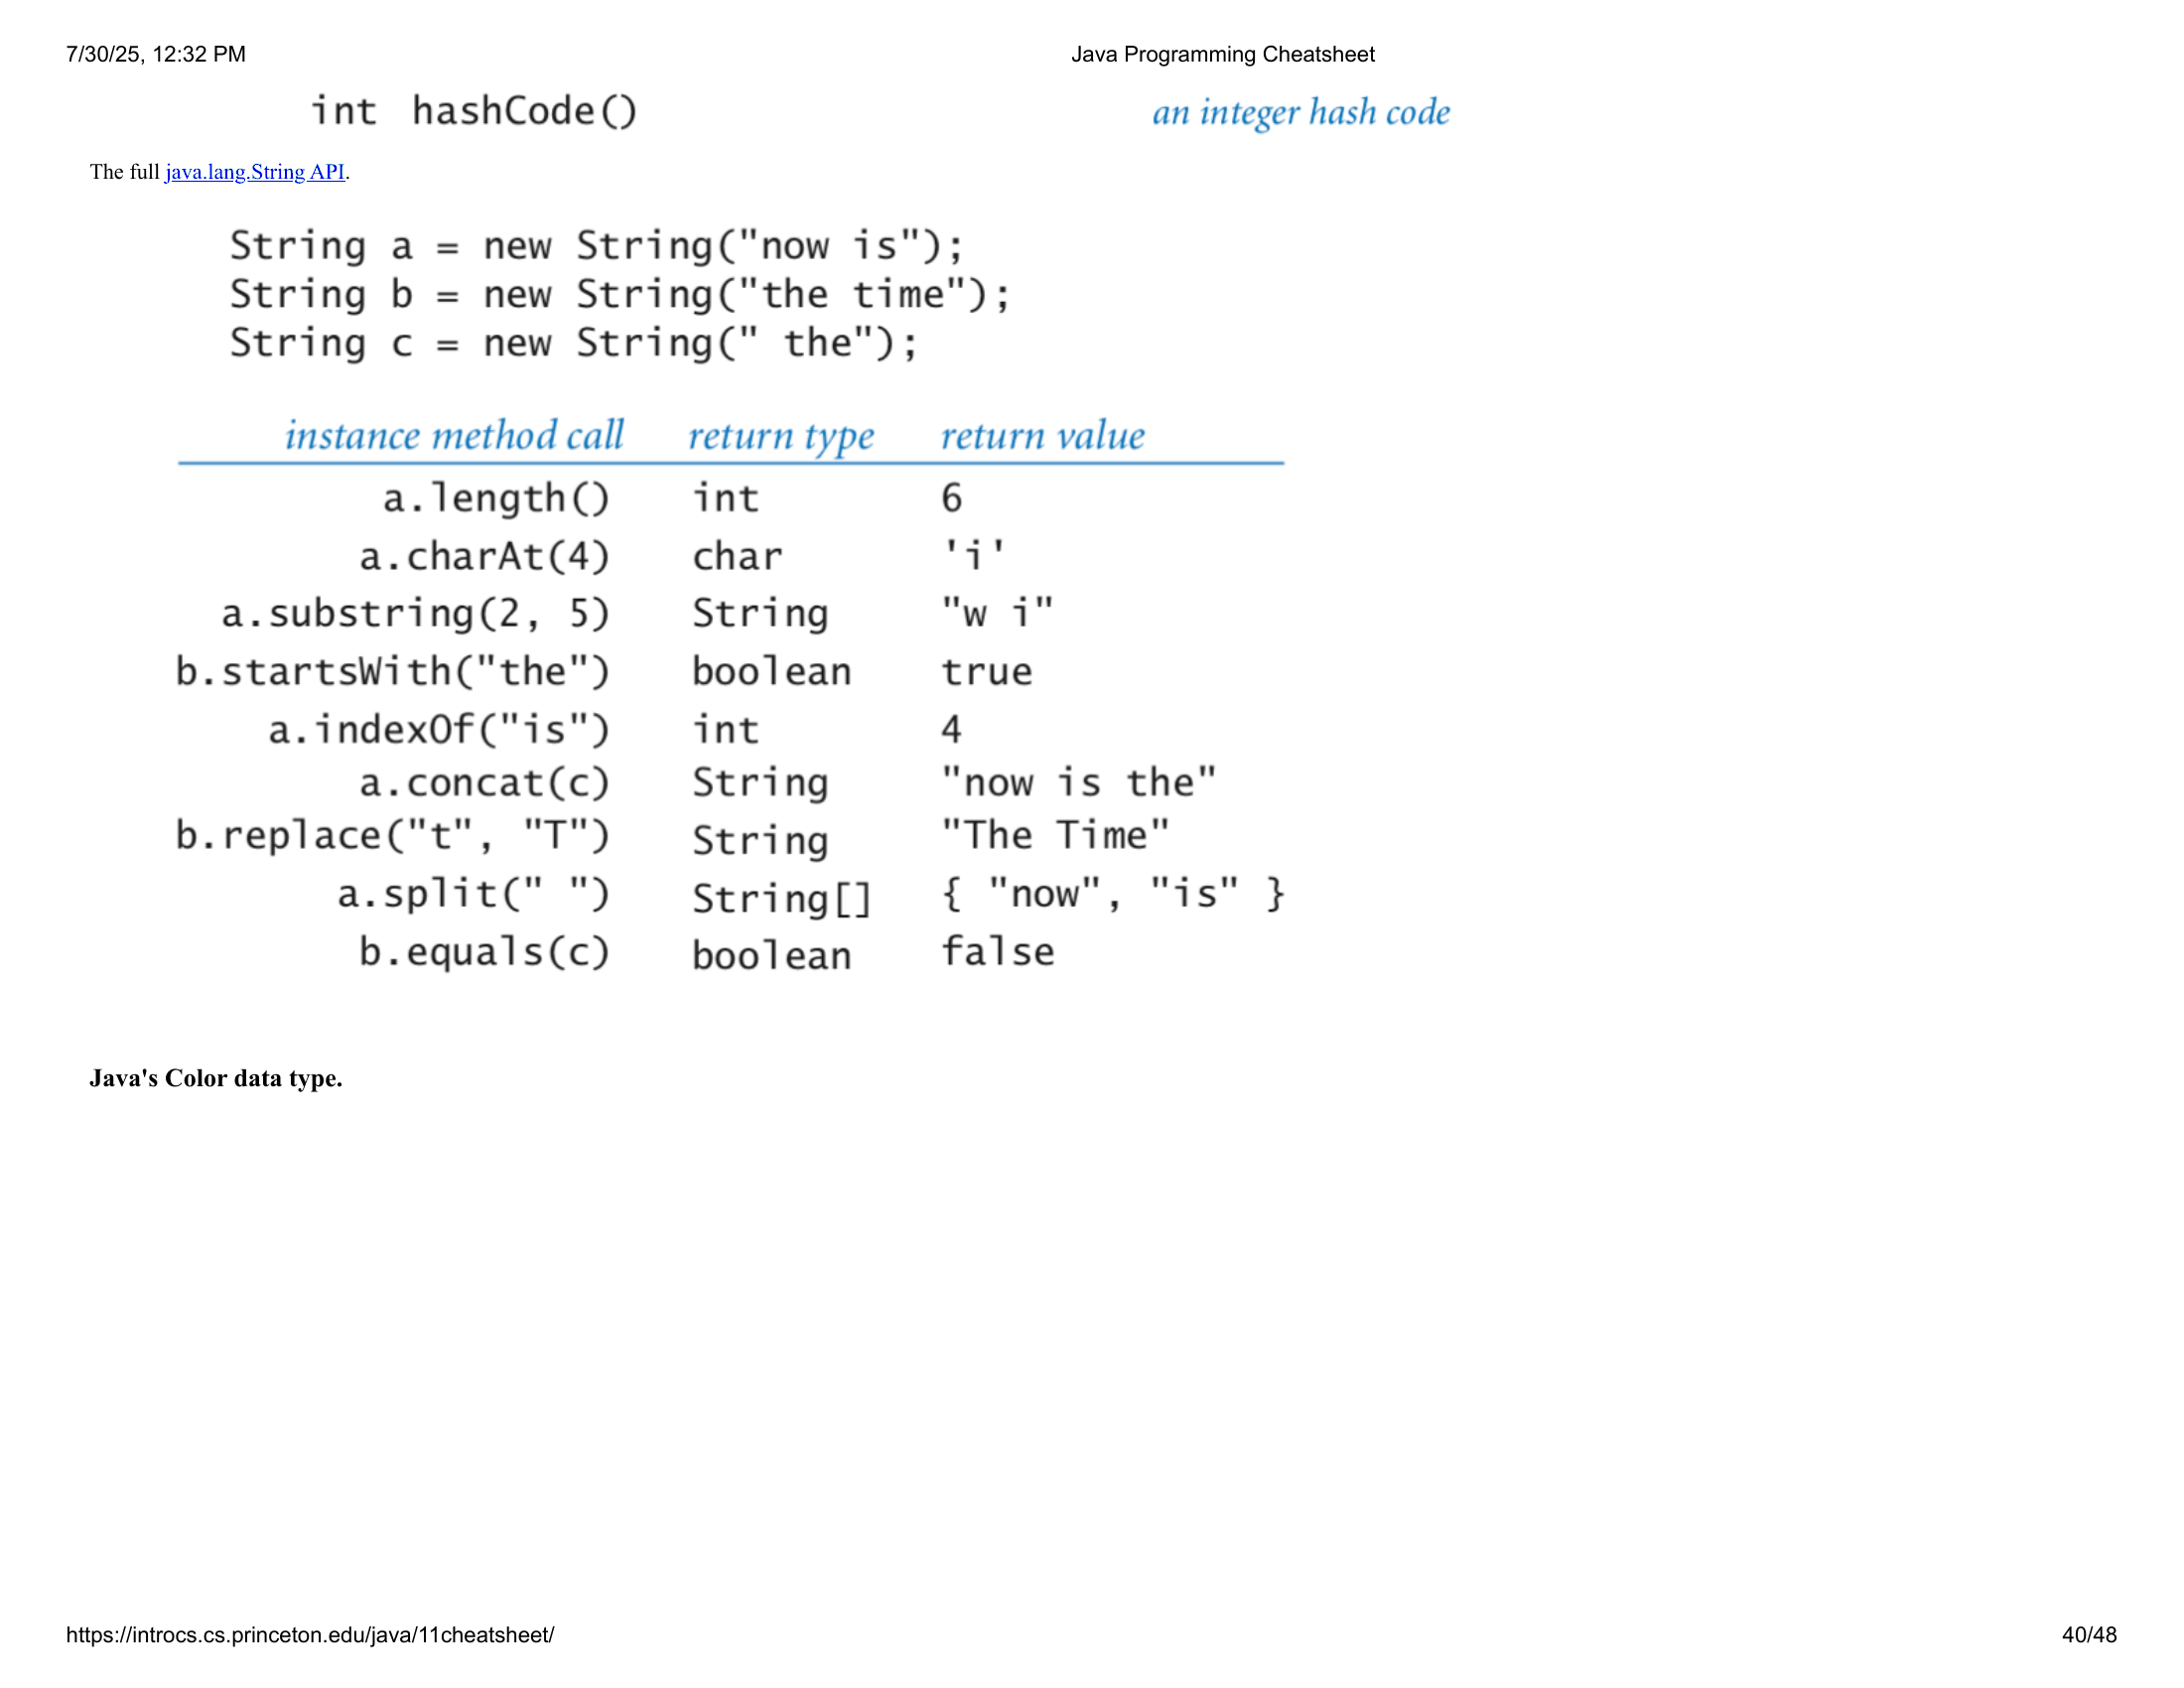 7/30/25, 12:32 PM Java Programming Cheatsheet
int hashCode() an integer hash code
The full java.lang.String API.
String a = new String("now is");
String b = new String("the time");
String c = new String(" the");
instance method call return type return value
a.length() int 6
a.charAt(4) char 'i'
a.substring(2, 5) String "w i"
b.startsWith("the") boolean true
a.indexOf("is") int 4
a.concat(c) String "now is the"
b.replace("t", "T") String "The Time"
a.split(" ") String[] { "now", "is" }
b.equals(c) boolean false
Java's Color data type.
https://introcs.cs.princeton.edu/java/11cheatsheet/ 40/48